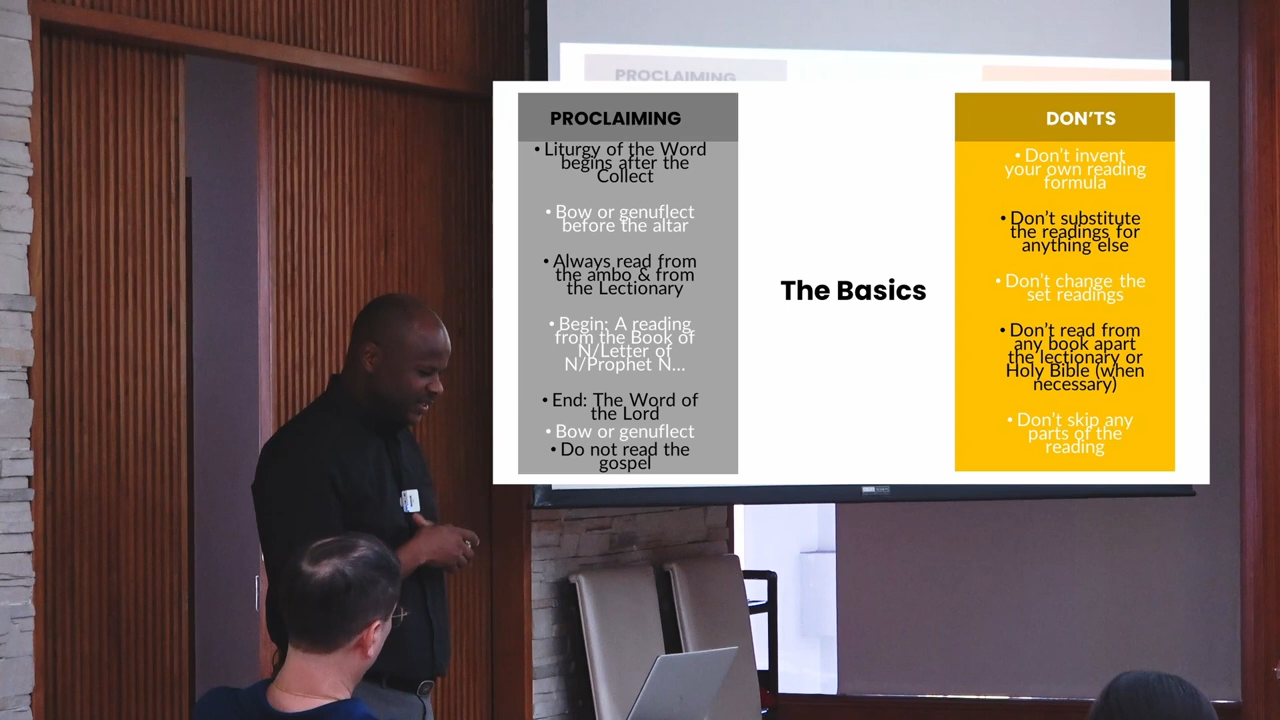 PROCLAIMING
PROCLAIMING
• Liturgy of the Word
begins after the
Collect
• Bow or genuflect
before the altar
• Always read from
the ambo & from
the Lectionary
• Begin: A reading
from the Book of
N/Letter of
N/Prophet N...
• End: The Word of
the Lord
• Bow or genuflect
• Do not read the
gospel
The Basics
DON'TS
• Don't invent
your own reading
formula
• Don't substitute
the readings for
anything else
• Don't change the
set readings
• Don't read from
any book apart
the lectionary or
Holy Bible (when
necessary)
• Don't skip any
parts of the
reading